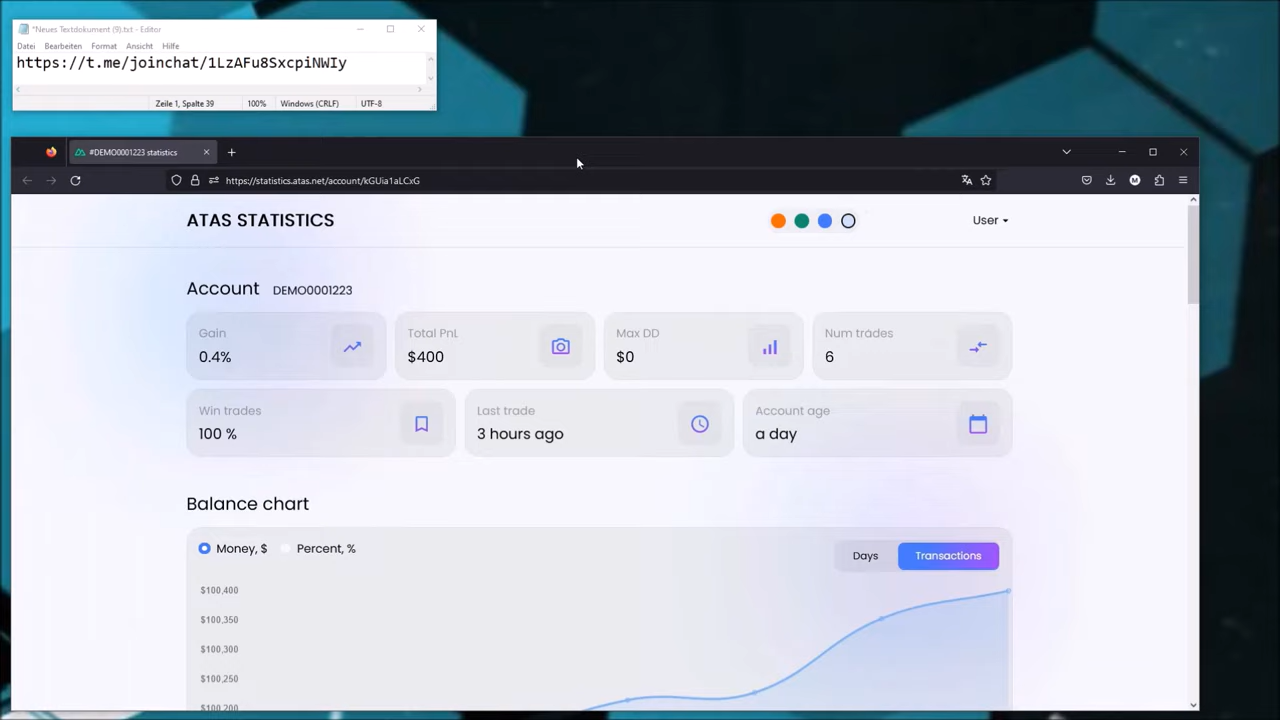 *Neues Textdokument (9).txt - Editor
Datei Bearbeiten Format Ansicht Hilfe
https://t.me/joinchat/1LzAFu8SxcpiNWIy
Zeile 1, Spalte 39 100% Windows (CRLF) UTF-8
#DEMO0001223 statistics
https://statistics.atas.net/account/kGUia1aLCxG
ATAS STATISTICS
User
Account DEMO0001223
Gain
0.4%
Total PnL
$400
Max DD
$0
Num trades
6
Win trades
100 %
Last trade
3 hours ago
Account age
a day
Balance chart
Money, $ Percent, %
Days Transactions
$100,400
$100,350
$100,300
$100,250
$100,200